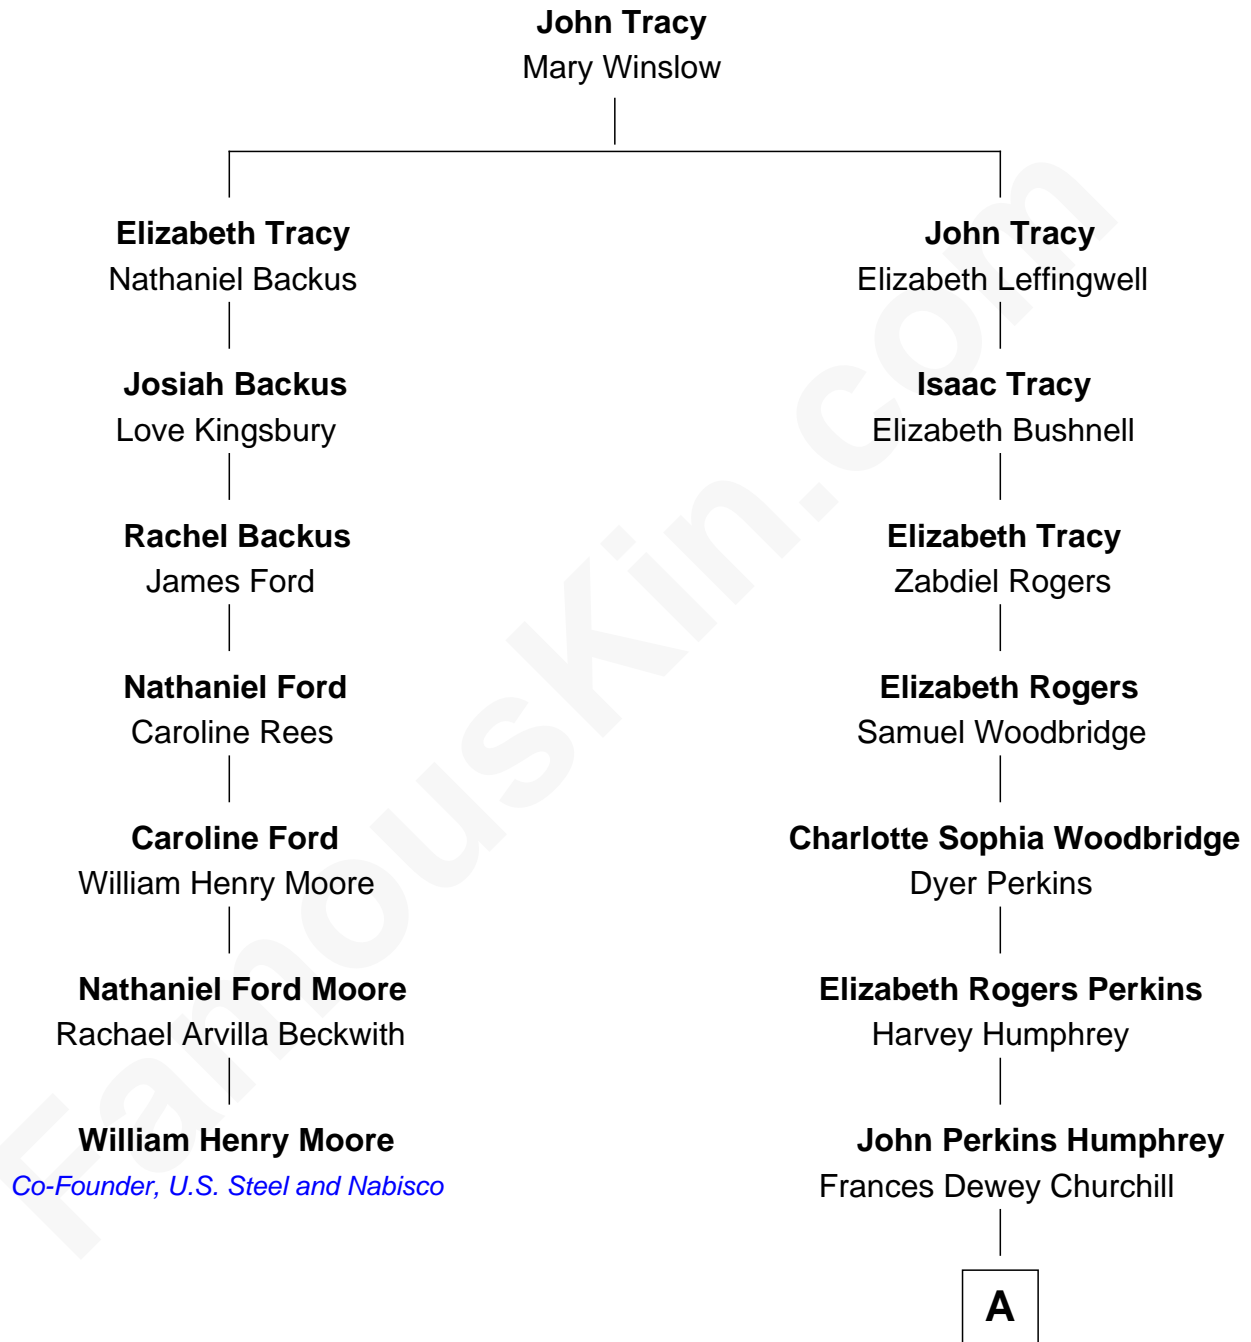 John Tracy
Mary Winslow
Elizabeth Tracy
Nathaniel Backus
John Tracy
Elizabeth Leffingwell
Josiah Backus
Love Kingsbury
Isaac Tracy
Elizabeth Bushnell
Rachel Backus
James Ford
Elizabeth Tracy
Zabdiel Rogers
Nathaniel Ford
Caroline Rees
Elizabeth Rogers
Samuel Woodbridge
Caroline Ford
William Henry Moore
Charlotte Sophia Woodbridge
Dyer Perkins
Nathaniel Ford Moore
Rachael Arvilla Beckwith
Elizabeth Rogers Perkins
Harvey Humphrey
William Henry Moore
Co-Founder, U.S. Steel and Nabisco
John Perkins Humphrey
Frances Dewey Churchill
A
FamousKin.com